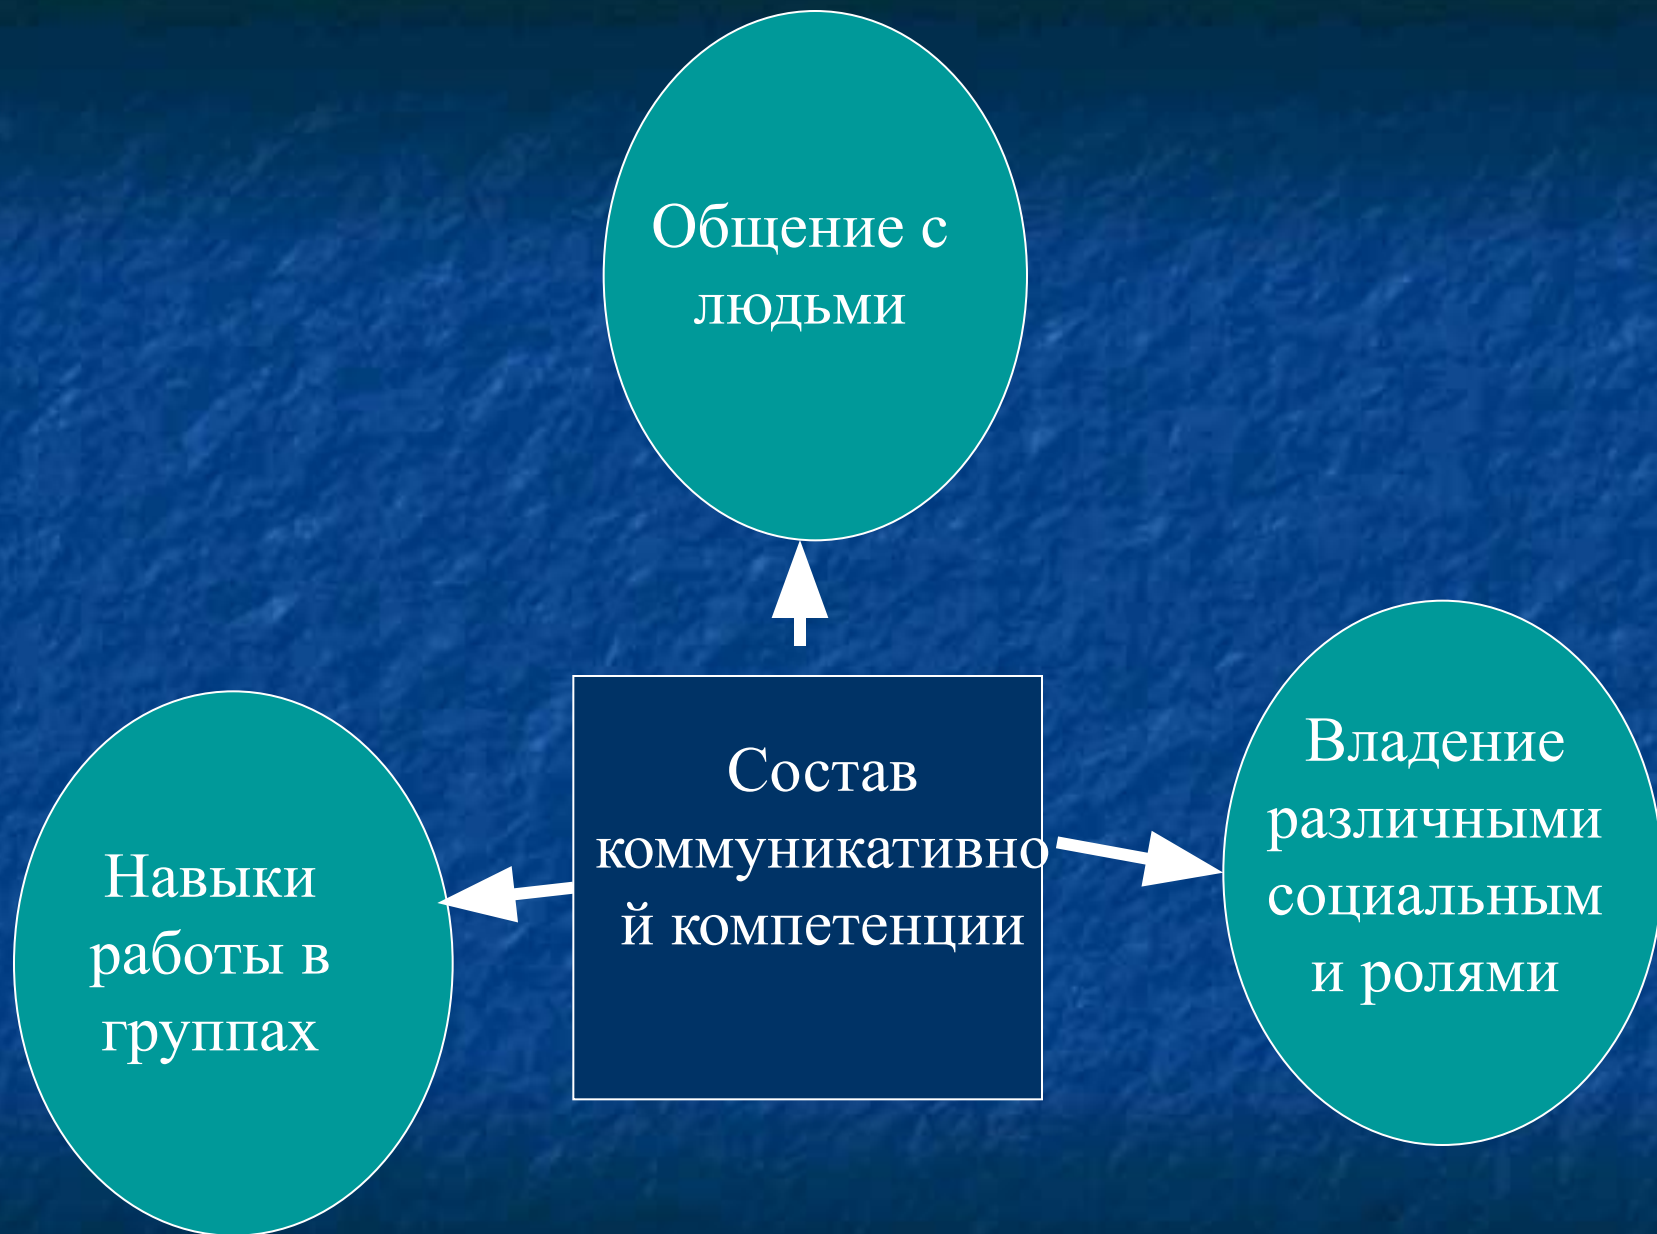 Общение с
людьми
Состав
коммуникативно
й компетенции
Навыки
работы в
группах
Владение
различными
социальным
и ролями